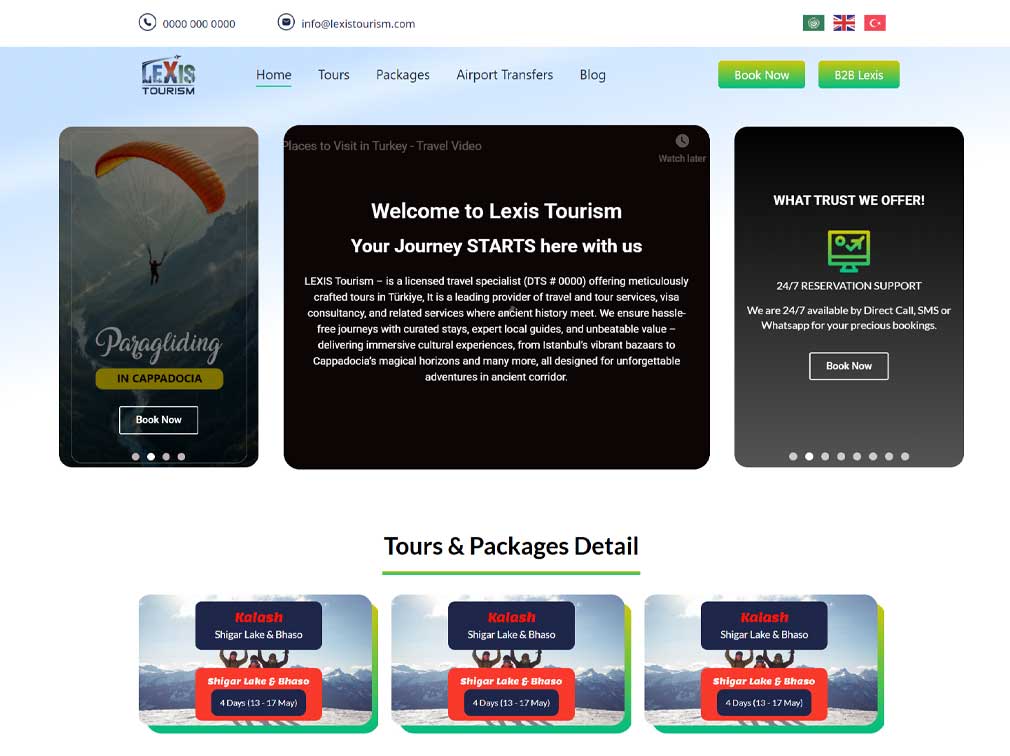 0000 000 0000
info@lexistourism.com
LEXIS
TOURISM
Home
Tours
Packages
Airport Transfers
Blog
Book Now
B2B Lexis
Paragliding
IN CAPPADOCIA
Book Now
Places to Visit in Turkey - Travel Video
Watch later
Welcome to Lexis Tourism
Your Journey STARTS here with us
LEXIS Tourism – is a licensed travel specialist (DTS # 0000) offering meticulously
crafted tours in Türkiye, It is a leading provider of travel and tour services, visa
consultancy, and related services where ancient history meet. We ensure hassle-
free journeys with curated stays, expert local guides, and unbeatable value –
delivering immersive cultural experiences, from Istanbul's vibrant bazaars to
Cappadocia's magical horizons and many more, all designed for unforgettable
adventures in ancient corridor.
WHAT TRUST WE OFFER!
24/7 RESERVATION SUPPORT
We are 24/7 available by Direct Call, SMS or
Whatsapp for your precious bookings.
Book Now
Tours & Packages Detail
Kalash
Shigar Lake & Bhaso
Shigar Lake & Bhaso
4 Days (13 - 17 May)
Kalash
Shigar Lake & Bhaso
Shigar Lake & Bhaso
4 Days (13 - 17 May)
Kalash
Shigar Lake & Bhaso
Shigar Lake & Bhaso
4 Days (13 - 17 May)